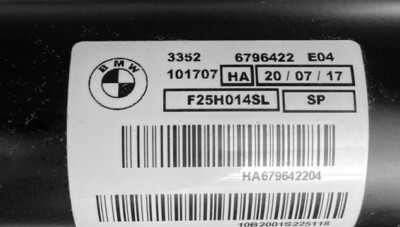 BMW
3352 6796422 E04
101707 HA 20/07/17
F25H014SL SP
HA679642204
10B2001S225118